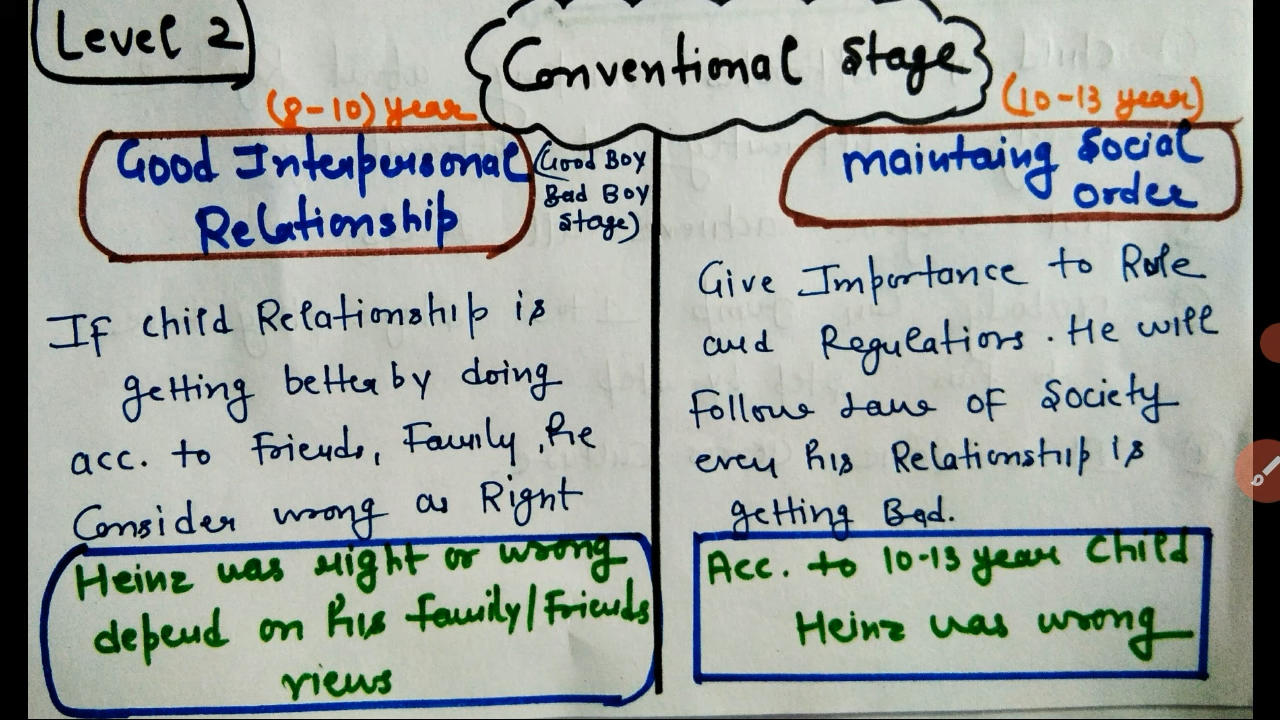 Level 2
Conventional Stage
(8-10) year
Good Interpersonal
Relationship
(Good Boy
Bad Boy
Stage)
If child Relationship is
getting better by doing
acc. to Friends, Family, he
Consider wrong as Right
Heinz was right or wrong
depend on his family/Friends
views
(10-13 year)
maintaing Social
Order
Give Importance to Role
and Regulations. He will
Follow Law of Society
even his Relationship is
getting Bad.
Acc. to 10-13 year Child
Heinz was wrong